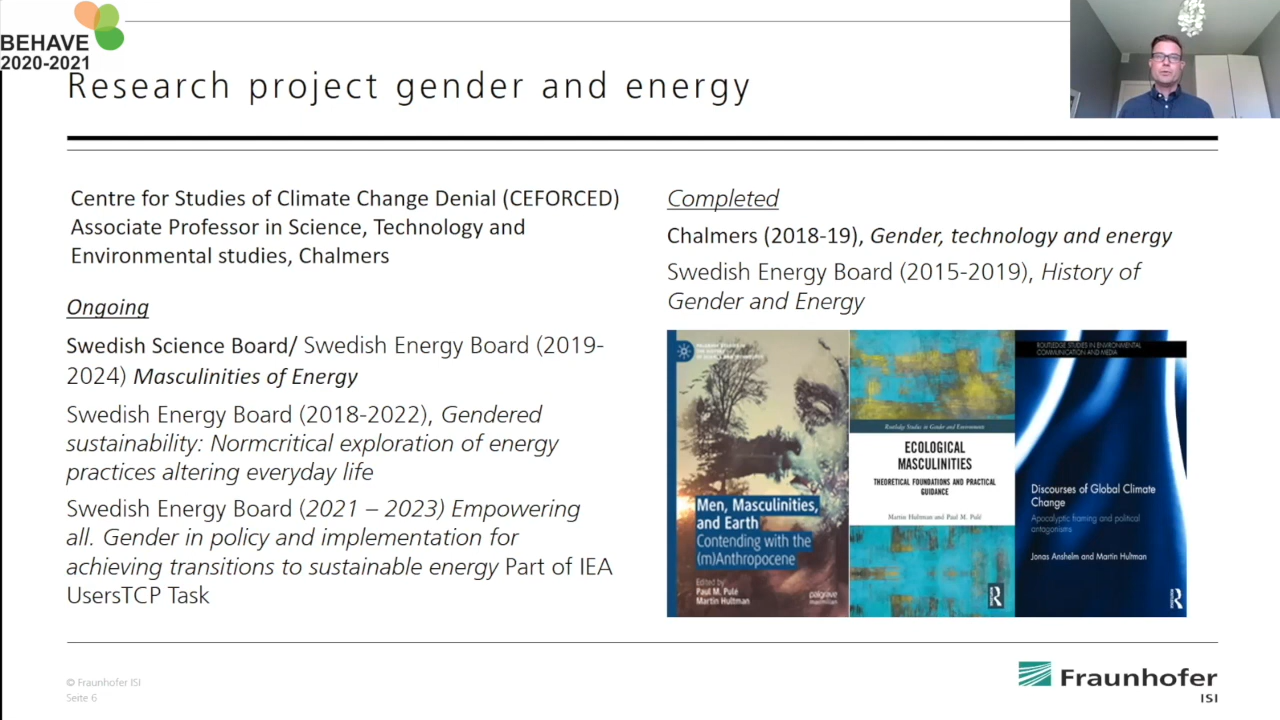 BEHAVE
2020-2021
Research project gender and energy
Centre for Studies of Climate Change Denial (CEFORCED)
Associate Professor in Science, Technology and
Environmental studies, Chalmers
Ongoing
Swedish Science Board/ Swedish Energy Board (2019-
2024) Masculinities of Energy
Swedish Energy Board (2018-2022), Gendered
sustainability: Normcritical exploration of energy
practices altering everyday life
Swedish Energy Board (2021 – 2023) Empowering
all. Gender in policy and implementation for
achieving transitions to sustainable energy Part of IEA
UsersTCP Task
Completed
Chalmers (2018-19), Gender, technology and energy
Swedish Energy Board (2015-2019), History of
Gender and Energy
Men, Masculinities,
and Earth
Contending with the
(m)Anthropocene
Edited by
Paul M. Pulé
Martin Hultman
palgrave
macmillan
Routledge Studies in Gender and Environments
ECOLOGICAL
MASCULINITIES
THEORETICAL FOUNDATIONS AND PRACTICAL
GUIDANCE
Martin Hultman and Paul M. Pulé
R
ROUTLEDGE STUDIES IN ENVIRONMENTAL
COMMUNICATION AND MEDIA
Discourses of Global Climate
Change
Apocalyptic framing and political
antagonisms
Jonas Anshelm and Martin Hultman
R
© Fraunhofer ISI
Seite 6
Fraunhofer
ISI